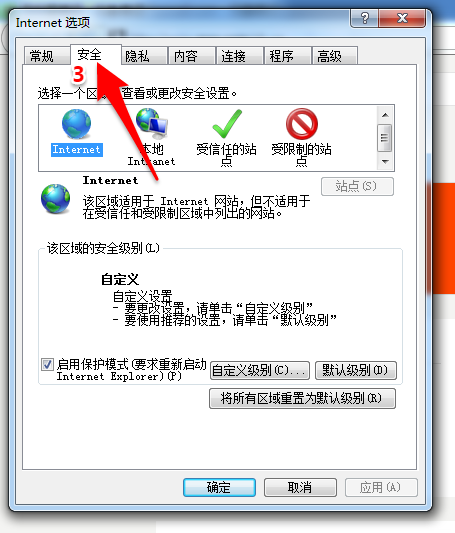 Internet 选项
常规 安全 隐私 内容 连接 程序 高级
3
选择一个区 查看或更改安全设置。
Internet 本地 Intranet 受信任的站点 受限制的站点
Internet
站点(S)
该区域适用于 Internet 网站，但不适用于
在受信任和受限制区域中列出的网站。
该区域的安全级别(L)
自定义
自定义设置
- 要更改设置，请单击“自定义级别”
- 要使用推荐的设置，请单击“默认级别”
启用保护模式(要求重新启动
Internet Explorer)(P)
自定义级别(C)... 默认级别(D)
将所有区域重置为默认级别(R)
确定 取消 应用(A)